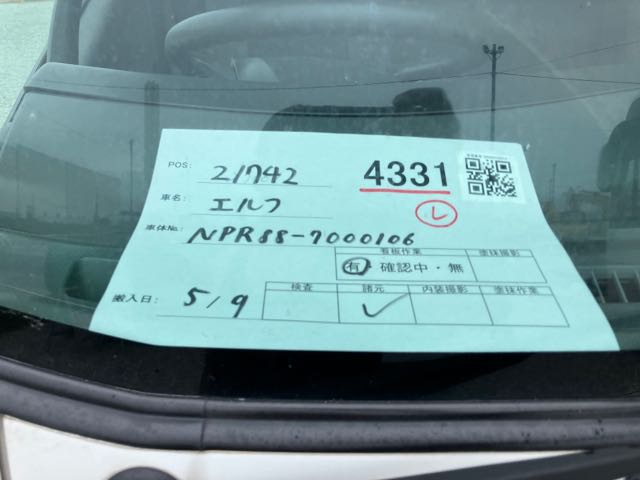 POS: 21742 4331
車名: エルフ レ
車体No. NPR88-7000106
看板作業 塗抹撮影
有 確認中・無
搬入日: 5/9 検査 諸元 内装撮影 塗抹作業
✓